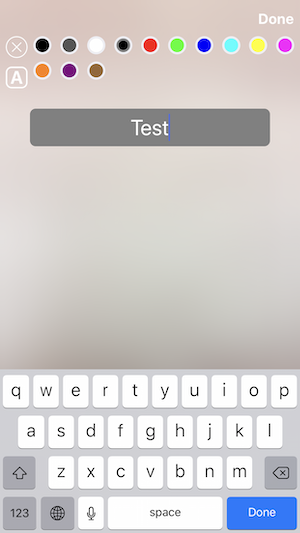 Done
A
Test
q w e r t y u i o p
a s d f g h j k l
z x c v b n m
123 space Done